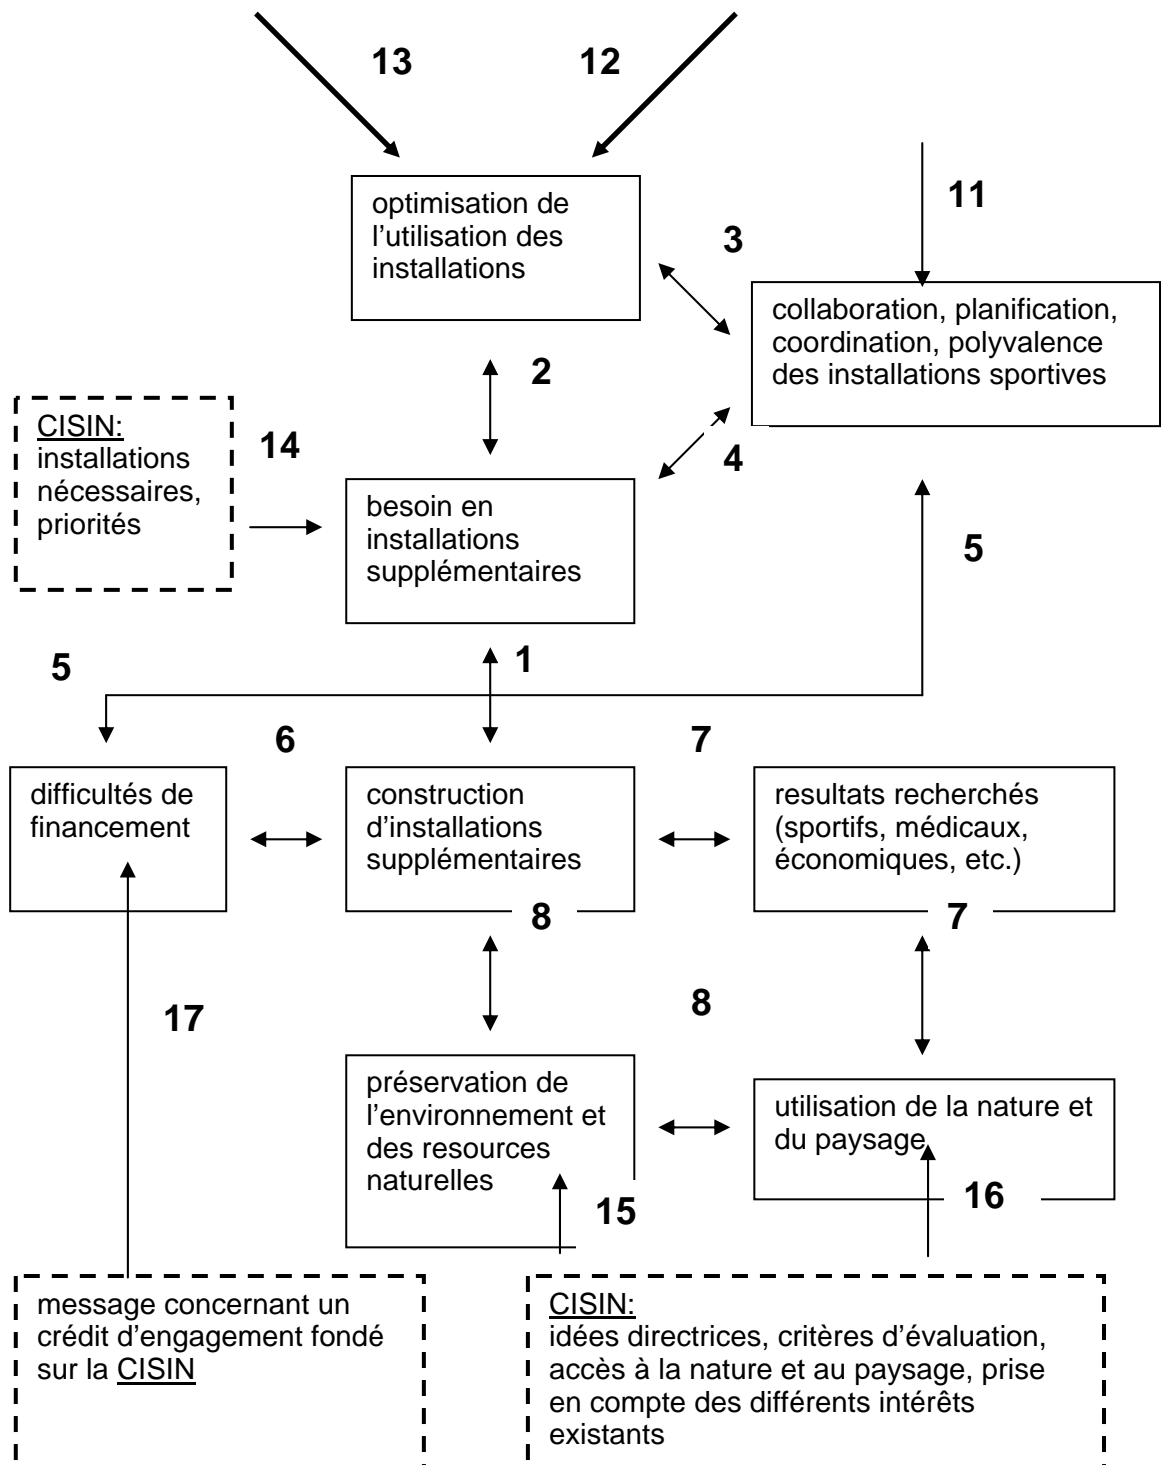 13
12
optimisation de
l'utilisation des
installations
11
3
collaboration, planification,
coordination, polyvalence
des installations sportives
2
CISIN:
installations
nécessaires,
priorités
14
4
besoin en
installations
supplémentaires
5
1
5
6
7
difficultés de
financement
construction
d'installations
supplémentaires
resultats recherchés
(sportifs, médicaux,
économiques, etc.)
8
7
17
8
préservation de
l'environnement et
des resources
naturelles
utilisation de la nature et
du paysage
15
16
message concernant un
crédit d'engagement fondé
sur la CISIN
CISIN:
idées directrices, critères d'évaluation,
accès à la nature et au paysage, prise
en compte des différents intérêts
existants